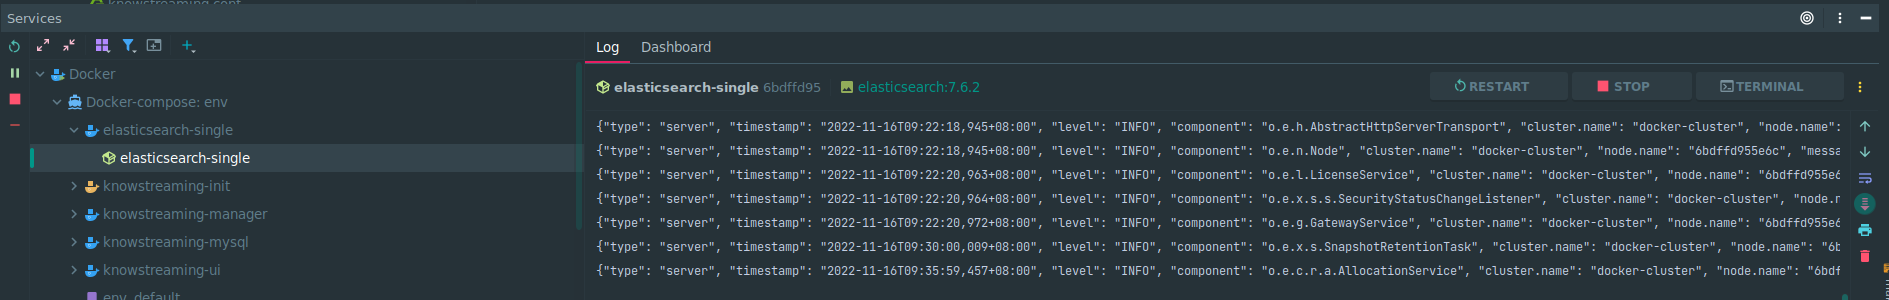 knowstreaming.conf
Services
Log
Dashboard
Docker
Docker-compose: env
elasticsearch-single
elasticsearch-single
knowstreaming-init
knowstreaming-manager
knowstreaming-mysql
knowstreaming-ui
env_default
elasticsearch-single 6bdffd95 elasticsearch:7.6.2
RESTART
STOP
TERMINAL
{"type": "server", "timestamp": "2022-11-16T09:22:18,945+08:00", "level": "INFO", "component": "o.e.h.AbstractHttpServerTransport", "cluster.name": "docker-cluster", "node.name":
{"type": "server", "timestamp": "2022-11-16T09:22:18,945+08:00", "level": "INFO", "component": "o.e.n.Node", "cluster.name": "docker-cluster", "node.name": "6bdffd955e6c", "messa
{"type": "server", "timestamp": "2022-11-16T09:22:20,963+08:00", "level": "INFO", "component": "o.e.l.LicenseService", "cluster.name": "docker-cluster", "node.name": "6bdffd955e6
{"type": "server", "timestamp": "2022-11-16T09:22:20,964+08:00", "level": "INFO", "component": "o.e.x.s.s.SecurityStatusChangeListener", "cluster.name": "docker-cluster", "node.n
{"type": "server", "timestamp": "2022-11-16T09:22:20,972+08:00", "level": "INFO", "component": "o.e.g.GatewayService", "cluster.name": "docker-cluster", "node.name": "6bdffd955e6
{"type": "server", "timestamp": "2022-11-16T09:30:00,009+08:00", "level": "INFO", "component": "o.e.x.s.SnapshotRetentionTask", "cluster.name": "docker-cluster", "node.name": "6b
{"type": "server", "timestamp": "2022-11-16T09:35:59,457+08:00", "level": "INFO", "component": "o.e.c.r.a.AllocationService", "cluster.name": "docker-cluster", "node.name": "6bdf